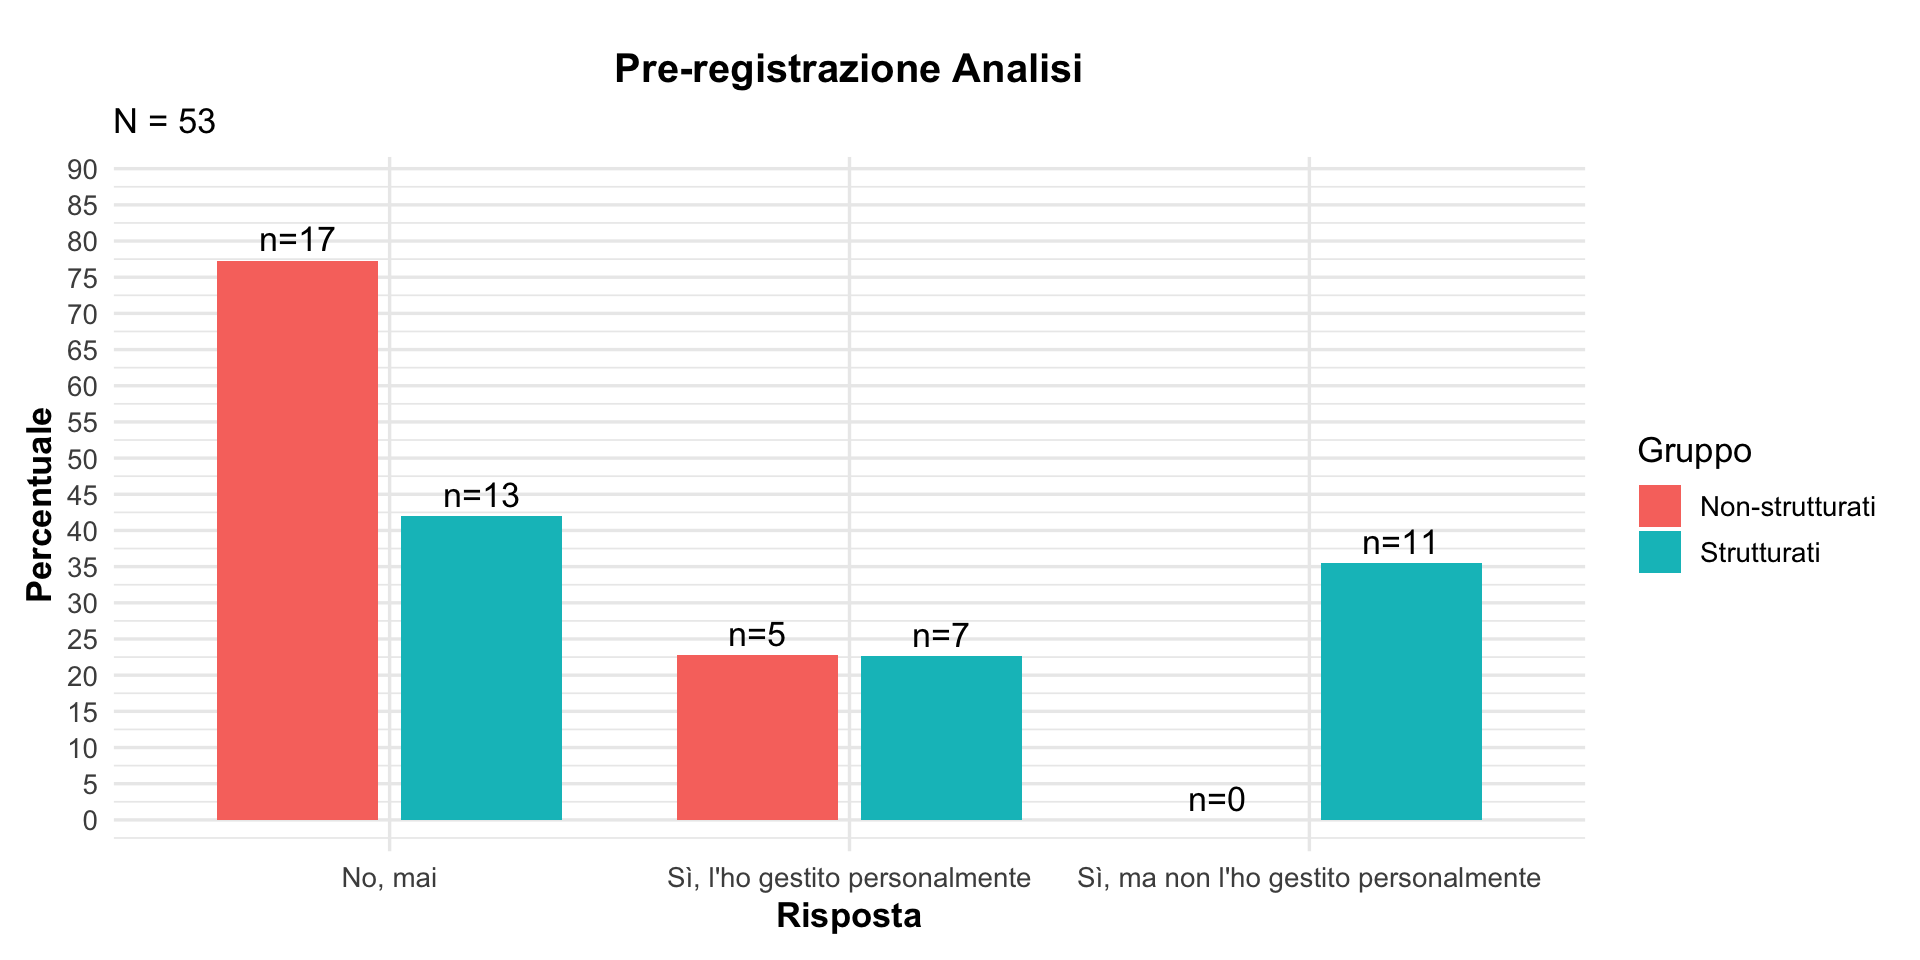 Pre-registrazione Analisi
N = 53
Percentuale
90
85
80
75
70
65
60
55
50
45
40
35
30
25
20
15
10
5
0
n=17
n=13
n=5
n=7
n=0
n=11
No, mai
Sì, l'ho gestito personalmente
Sì, ma non l'ho gestito personalmente
Risposta
Gruppo
Non-strutturati
Strutturati